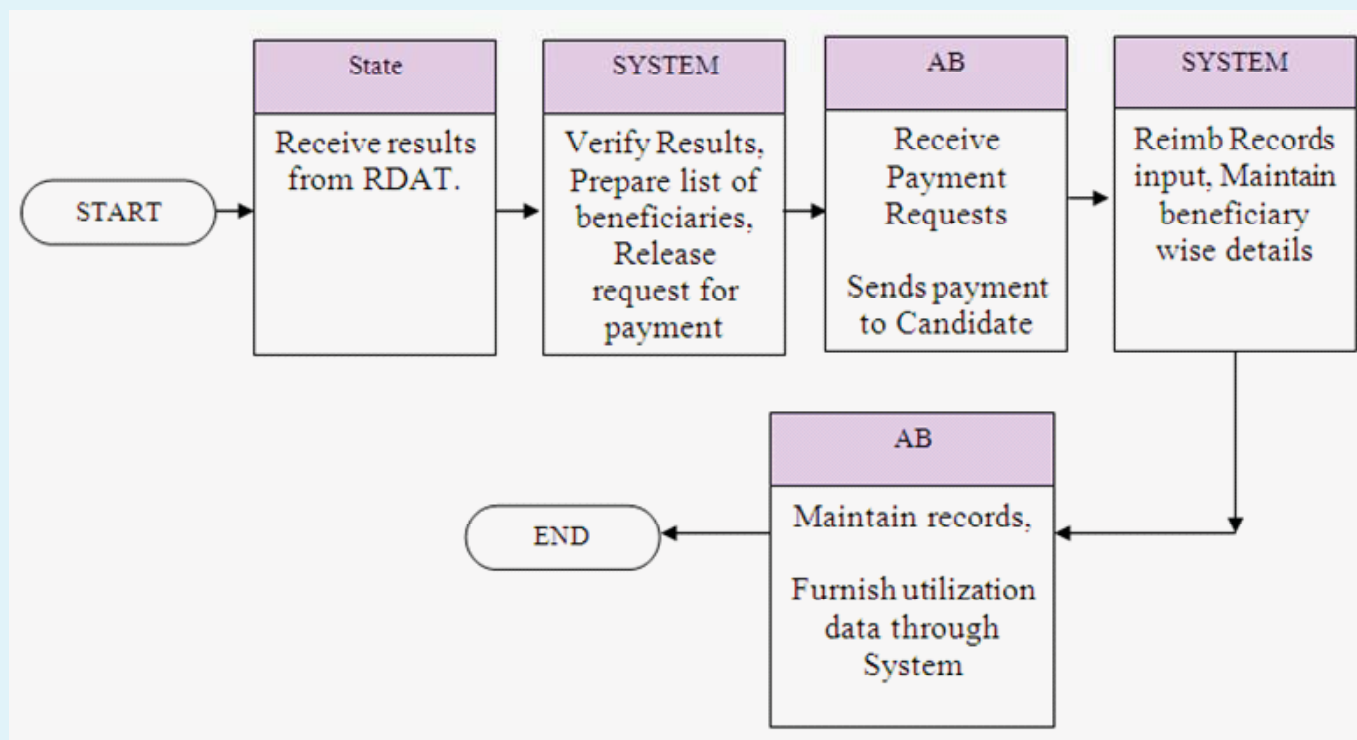 START
State
Receive results
from RDAT.
SYSTEM
Verify Results,
Prepare list of
beneficiaries,
Release
request for
payment
AB
Receive
Payment
Requests
Sends payment
to Candidate
SYSTEM
Reimb Records
input, Maintain
beneficiary
wise details
AB
Maintain records,
Furnish utilization
data through
System
END